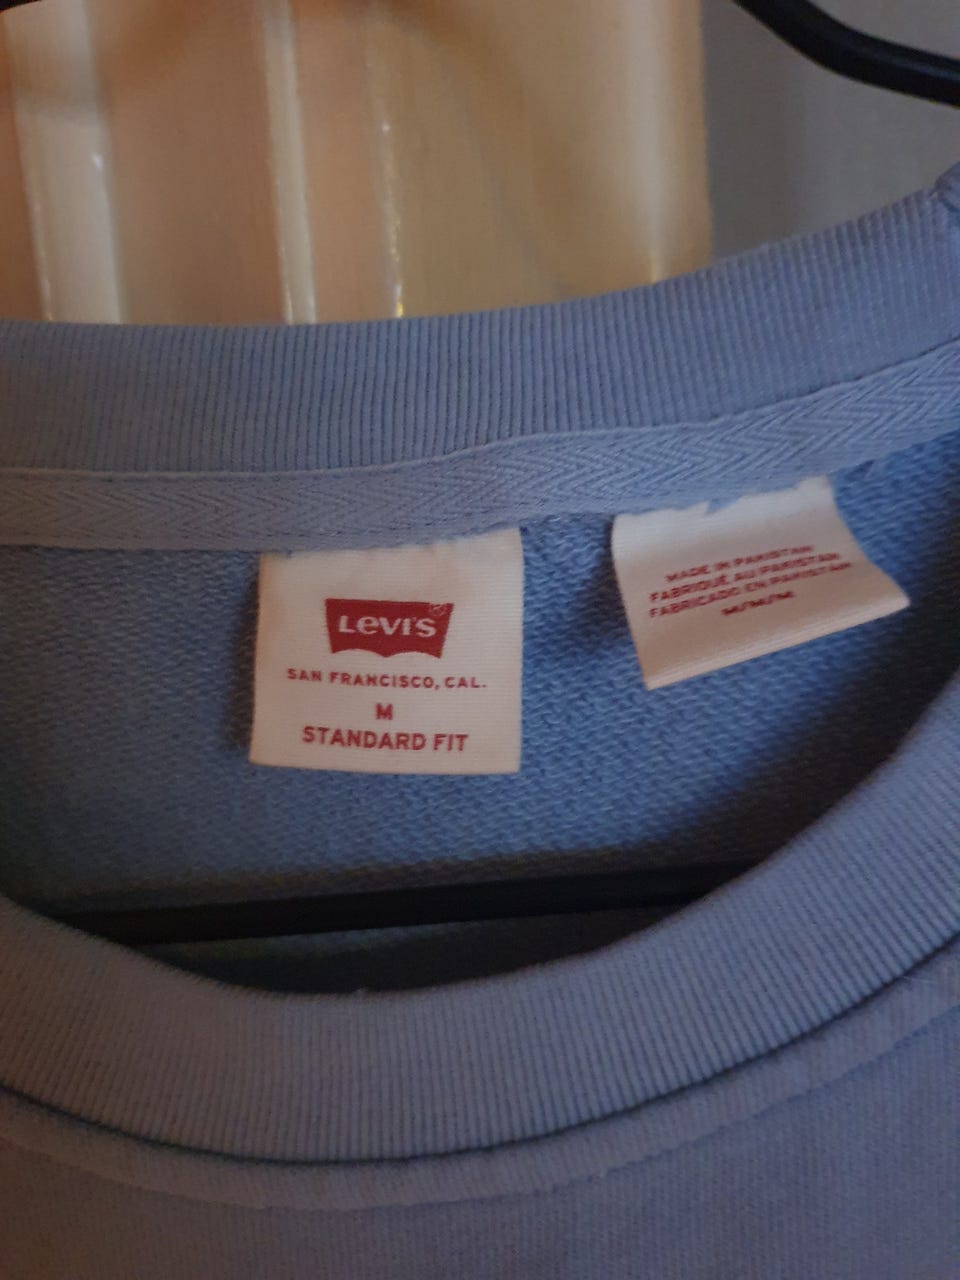 Levi's
SAN FRANCISCO, CAL.
M
STANDARD FIT
MADE IN PAKISTAN
FABRIQUÉ AU PAKISTAN
FABRICADO EN PAKISTAN
M/M/M